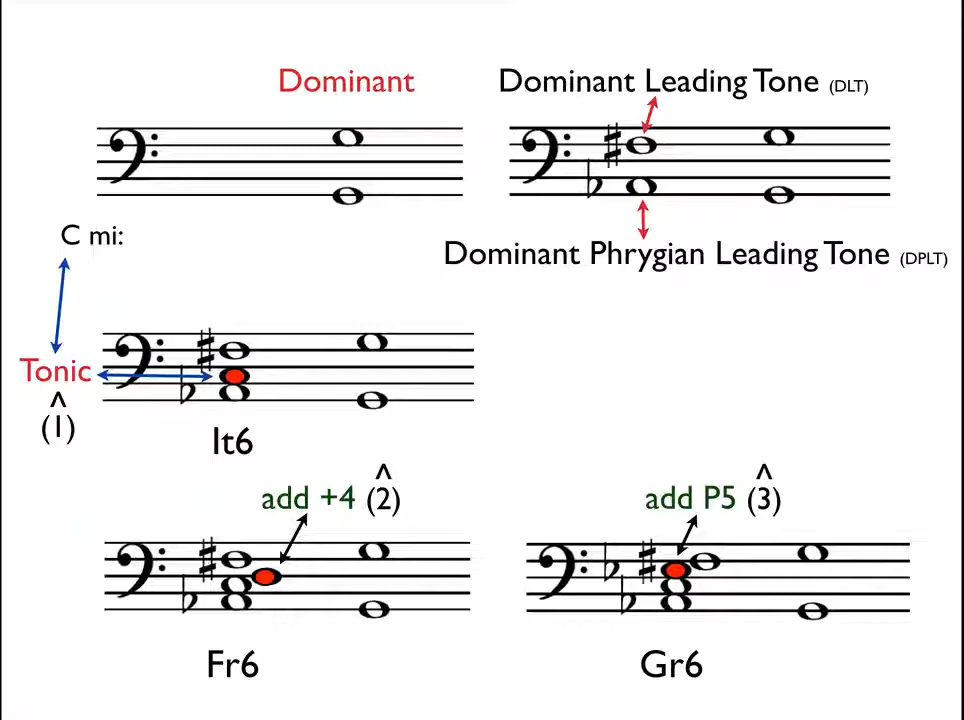 Dominant
Dominant Leading Tone (DLT)
C mi:
Dominant Phrygian Leading Tone (DPLT)
Tonic
^
(1)
It6
^
add +4 (2)
^
add P5 (3)
Fr6
Gr6